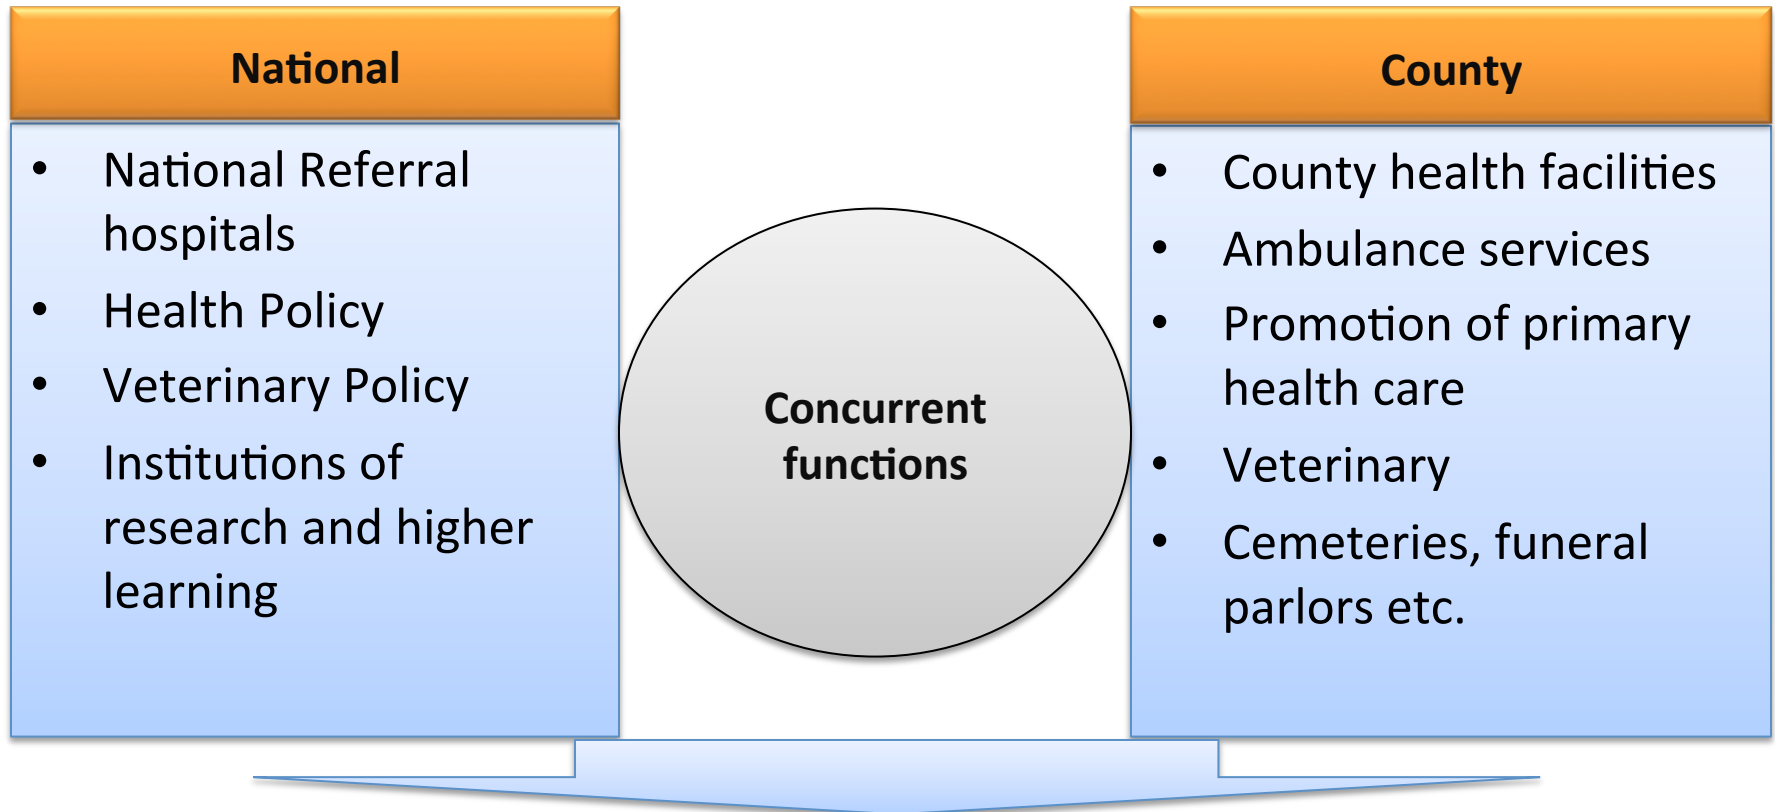 National
• National Referral
hospitals
• Health Policy
• Veterinary Policy
• Institutions of
research and higher
learning
Concurrent
functions
County
• County health facilities
• Ambulance services
• Promotion of primary
health care
• Veterinary
• Cemeteries, funeral
parlors etc.